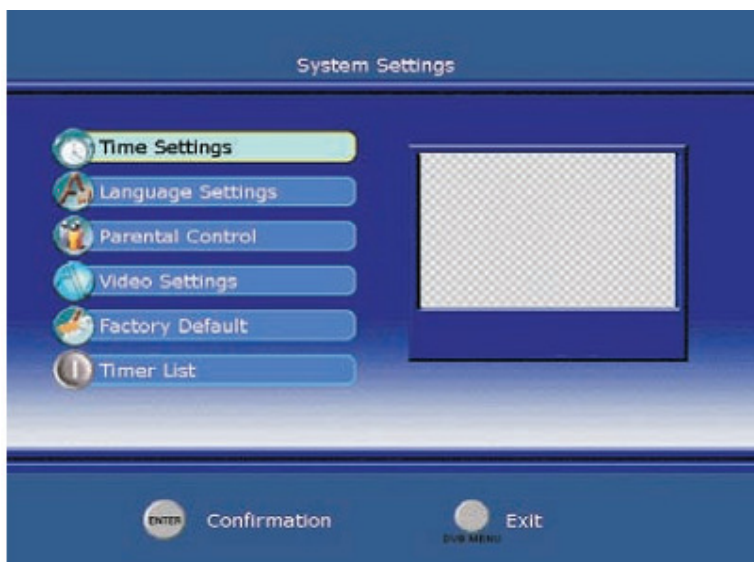 System Settings
Time Settings
Language Settings
Parental Control
Video Settings
Factory Default
Timer List
ENTER Confirmation
DVB MENU Exit